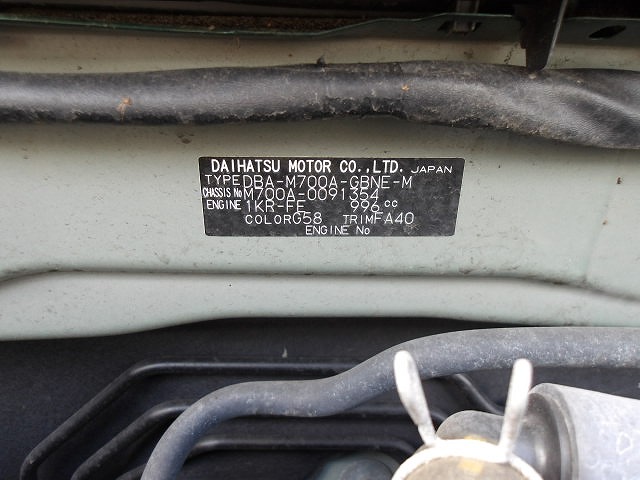 DAIHATSU MOTOR CO.,LTD. JAPAN
TYPE DBA-M700A-GBNE-M
CHASSIS No M700A-0091354
ENGINE 1KR-FE 996 cc
COLOR G58 TRIM FA40
ENGINE No